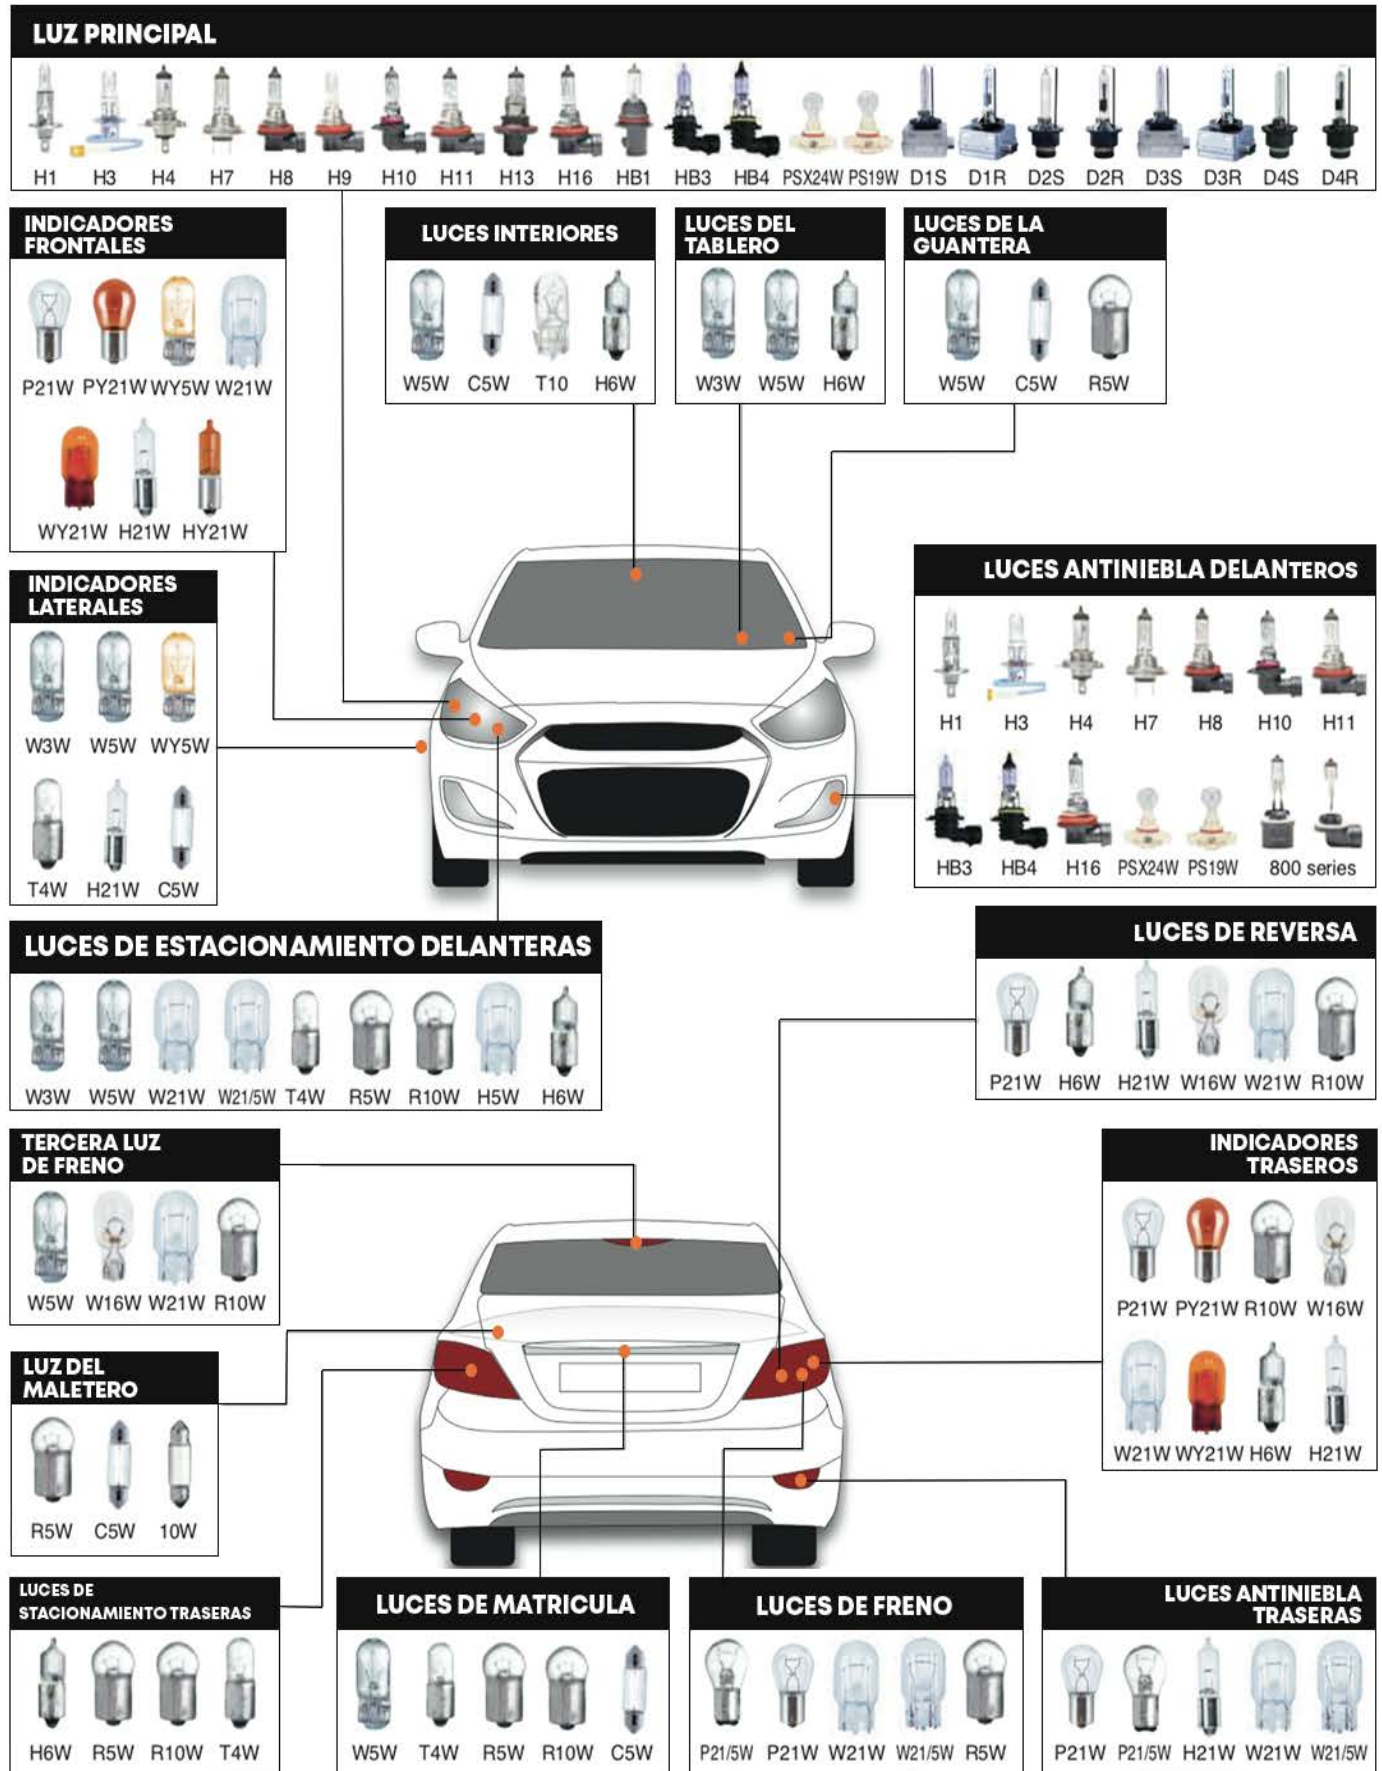 LUZ PRINCIPAL
H1 H3 H4 H7 H8 H9 H10 H11 H13 H16 HB1 HB3 HB4 PSX24W PS19W D1S D1R D2S D2R D3S D3R D4S D4R
INDICADORES
FRONTALES
P21W PY21W WY5W W21W
WY21W H21W HY21W
LUCES INTERIORES
W5W C5W T10 H6W
LUCES DEL
TABLERO
W3W W5W H6W
LUCES DE LA
GUANTERA
W5W C5W R5W
INDICADORES
LATERALES
W3W W5W WY5W
T4W H21W C5W
LUCES ANTINIEBLA DELANTEROS
H1 H3 H4 H7 H8 H10 H11
HB3 HB4 H16 PSX24W PS19W 800 series
LUCES DE ESTACIONAMIENTO DELANTERAS
W3W W5W W21W W21/5W T4W R5W R10W H5W H6W
LUCES DE REVERSA
P21W H6W H21W W16W W21W R10W
TERCERA LUZ
DE FRENO
W5W W16W W21W R10W
INDICADORES
TRASEROS
P21W PY21W R10W W16W
W21W WY21W H6W H21W
LUZ DEL
MALETERO
R5W C5W 10W
LUCES DE
STACIONAMIENTO TRASERAS
H6W R5W R10W T4W
LUCES DE MATRICULA
W5W T4W R5W R10W C5W
LUCES DE FRENO
P21/5W P21W W21W W21/5W R5W
LUCES ANTINIEBLA
TRASERAS
P21W P21/5W H21W W21W W21/5W